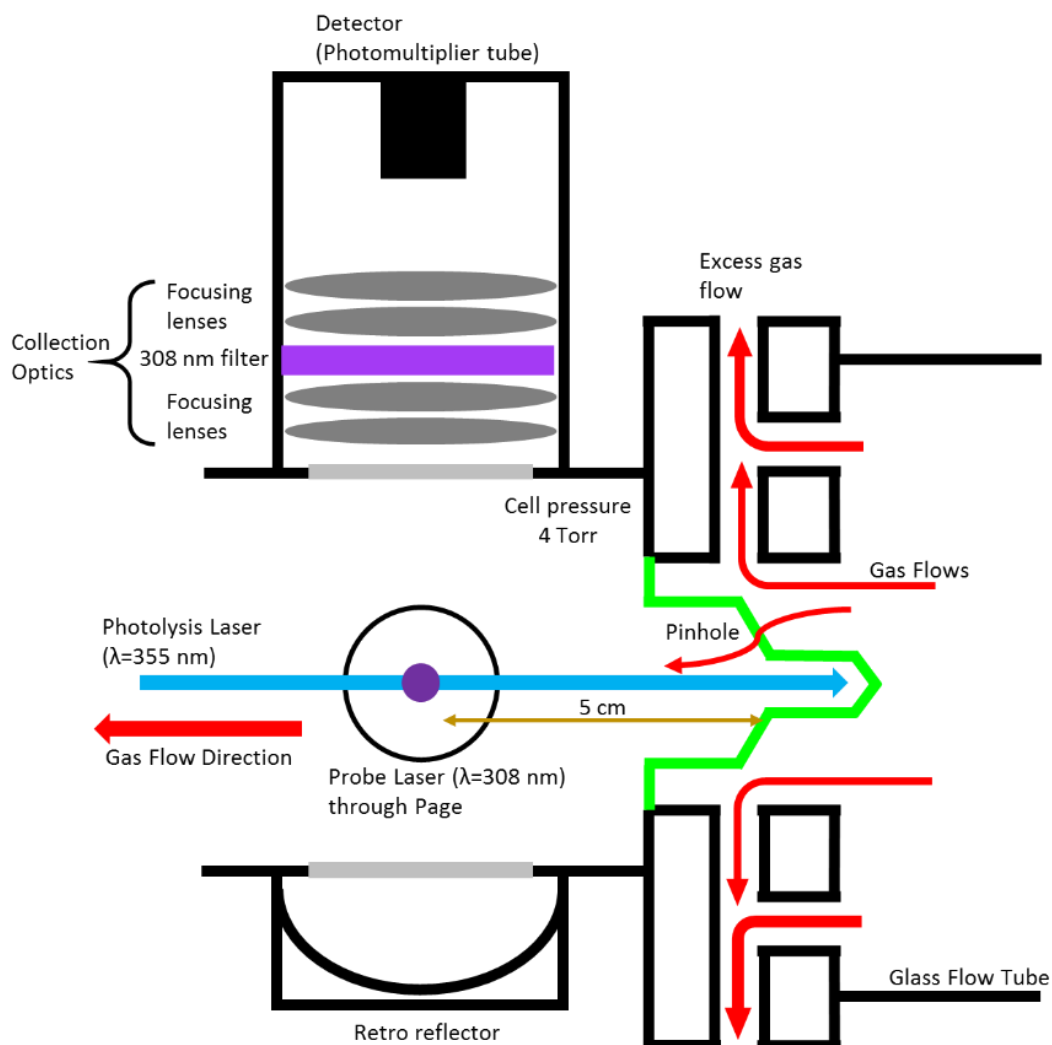 Detector
(Photomultiplier tube)
Excess gas
flow
Focusing
lenses
Collection
Optics
308 nm filter
Focusing
lenses
Cell pressure
4 Torr
Gas Flows
Pinhole
Photolysis Laser
(λ=355 nm)
5 cm
Gas Flow Direction
Probe Laser (λ=308 nm)
through Page
Glass Flow Tube
Retro reflector